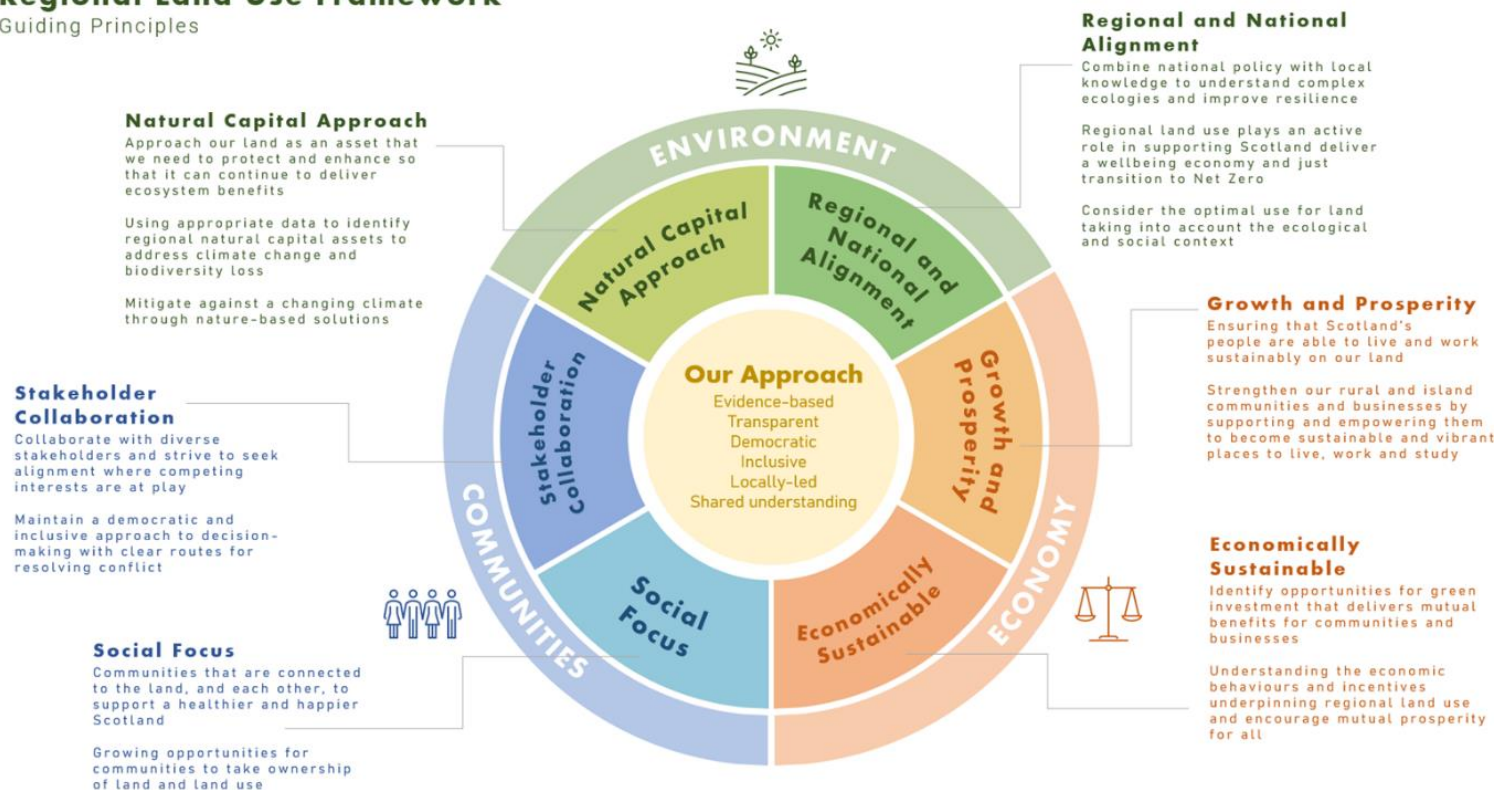 Regional Land Use Framework
Guiding Principles
Natural Capital Approach
Approach our land as an asset that
we need to protect and enhance so
that it can continue to deliver
ecosystem benefits
Using appropriate data to identify
regional natural capital assets to
address climate change and
biodiversity loss
Mitigate against a changing climate
through nature-based solutions
Stakeholder
Collaboration
Collaborate with diverse
stakeholders and strive to seek
alignment where competing
interests are at play
Maintain a democratic and
inclusive approach to decision-
making with clear routes for
resolving conflict
Social Focus
Communities that are connected
to the land, and each other, to
support a healthier and happier
Scotland
Growing opportunities for
communities to take ownership
of land and land use
ENVIRONMENT
Natural Capital
Approach
Regional and
National
Alignment
Stakeholder
Collaboration
Growth and
Prosperity
Social
Focus
Economically
Sustainable
COMMUNITIES
ECONOMY
Our Approach
Evidence-based
Transparent
Democratic
Inclusive
Locally-led
Shared understanding
Regional and National
Alignment
Combine national policy with local
knowledge to understand complex
ecologies and improve resilience
Regional land use plays an active
role in supporting Scotland deliver
a wellbeing economy and just
transition to Net Zero
Consider the optimal use for land
taking into account the ecological
and social context
Growth and Prosperity
Ensuring that Scotland's
people are able to live and work
sustainably on our land
Strengthen our rural and island
communities and businesses by
supporting and empowering them
to become sustainable and vibrant
places to live, work and study
Economically
Sustainable
Identify opportunities for green
investment that delivers mutual
benefits for communities and
businesses
Understanding the economic
behaviours and incentives
underpinning regional land use
and encourage mutual prosperity
for all